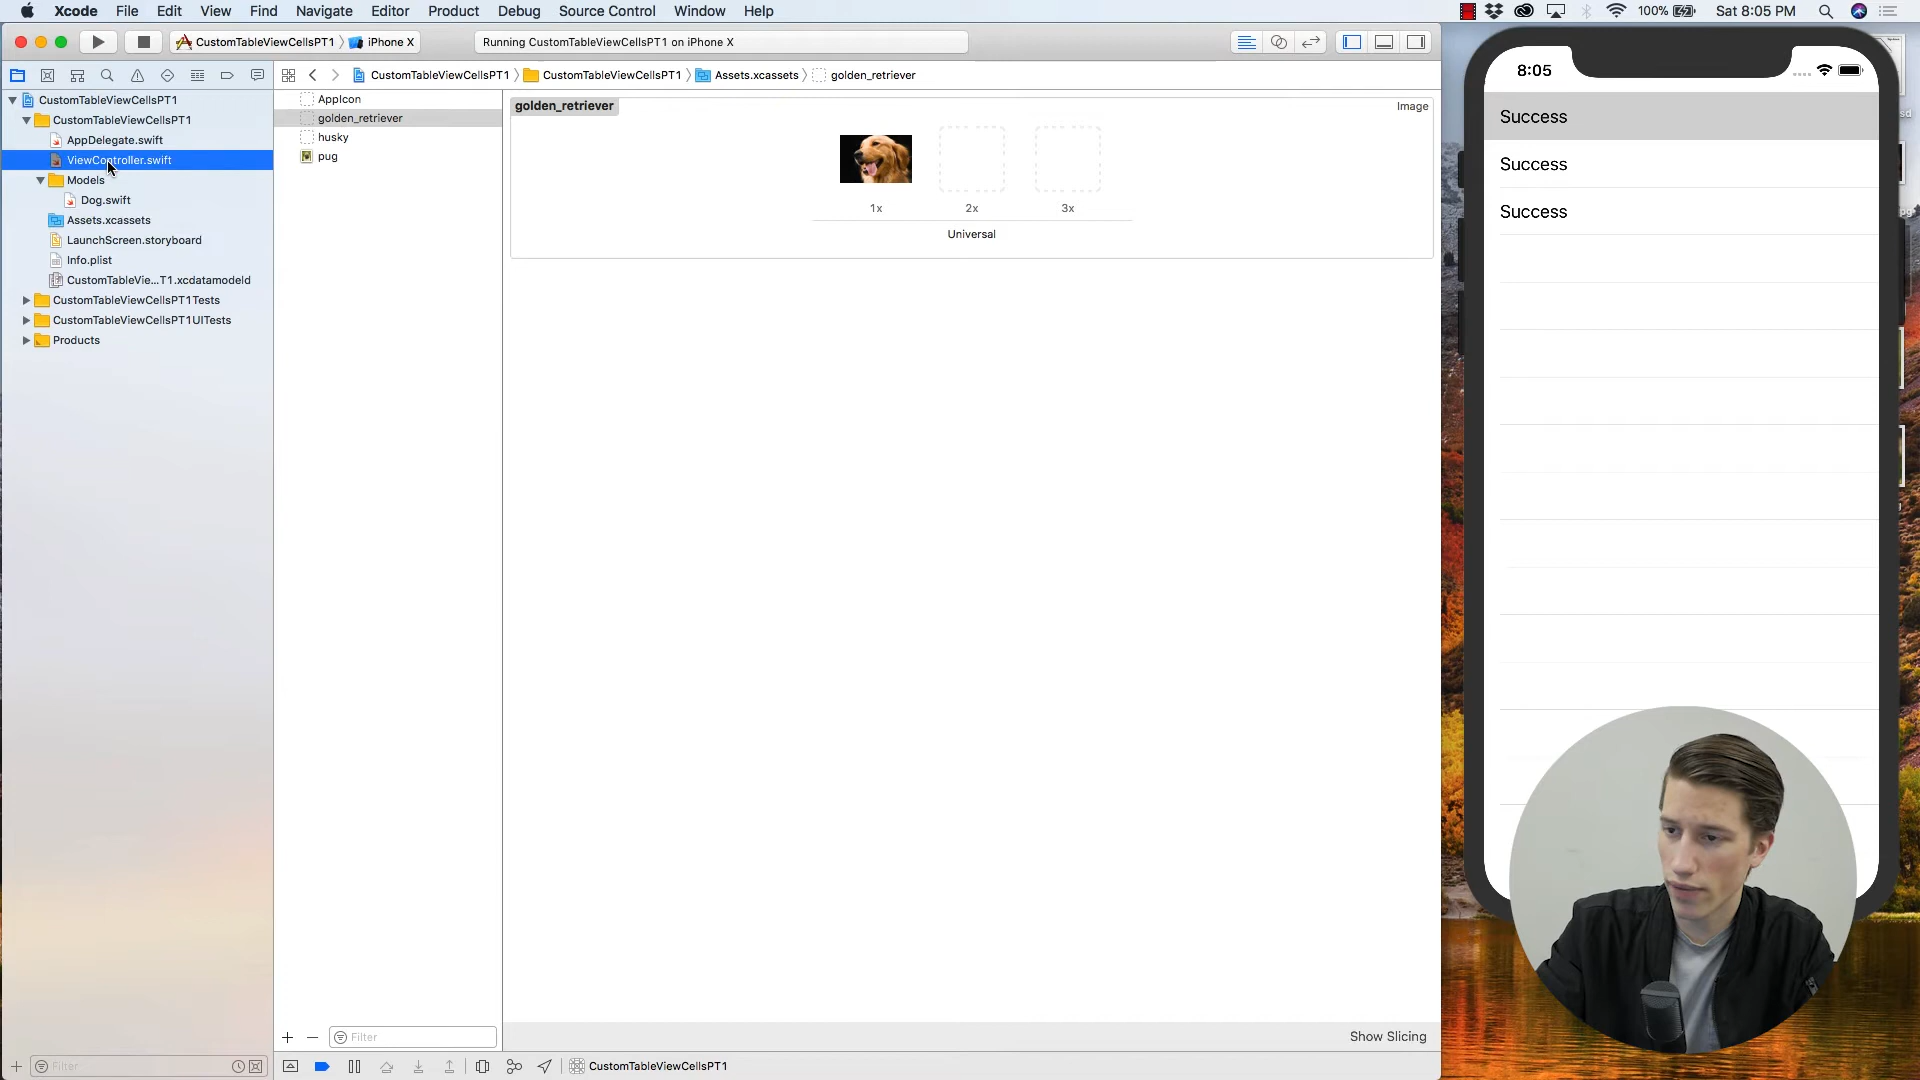 Xcode File Edit View Find Navigate Editor Product Debug Source Control Window Help
100% Sat 8:05 PM
CustomTableViewCellsPT1 iPhone X
Running CustomTableViewCellsPT1 on iPhone X
CustomTableViewCellsPT1 CustomTableViewCellsPT1 Assets.xcassets golden_retriever
CustomTableViewCellsPT1
CustomTableViewCellsPT1
AppDelegate.swift
ViewController.swift
Models
Dog.swift
Assets.xcassets
LaunchScreen.storyboard
Info.plist
CustomTableVie...T1.xcdatamodeld
CustomTableViewCellsPT1Tests
CustomTableViewCellsPT1UITests
Products
AppIcon
golden_retriever
husky
pug
golden_retriever
Image
1x 2x 3x
Universal
8:05
Success
Success
Success
Filter
Show Slicing
Filter
CustomTableViewCellsPT1